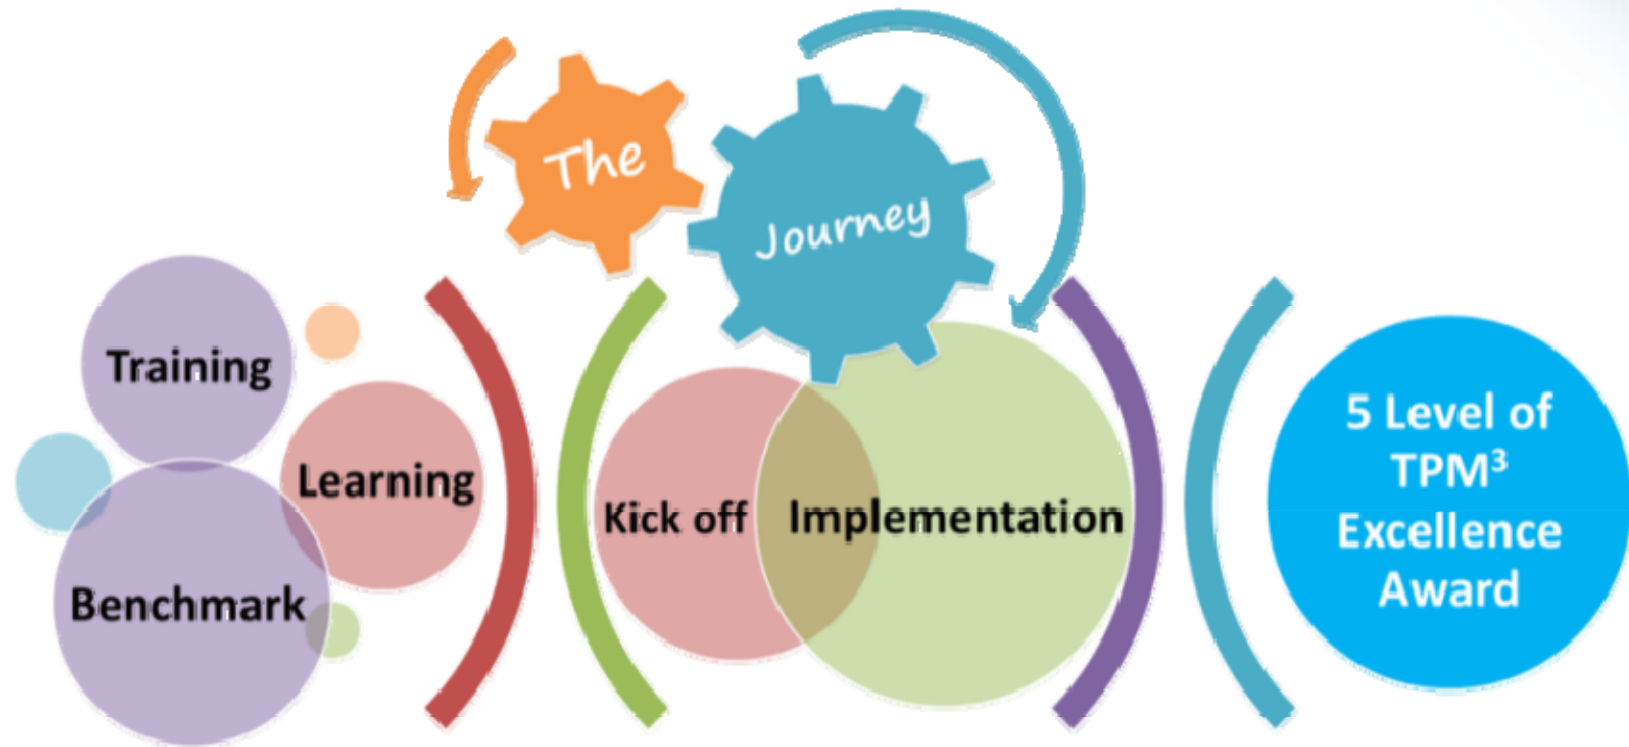 The
Journey
Training
Learning
Benchmark
Kick off
Implementation
5 Level of
TPM³
Excellence
Award